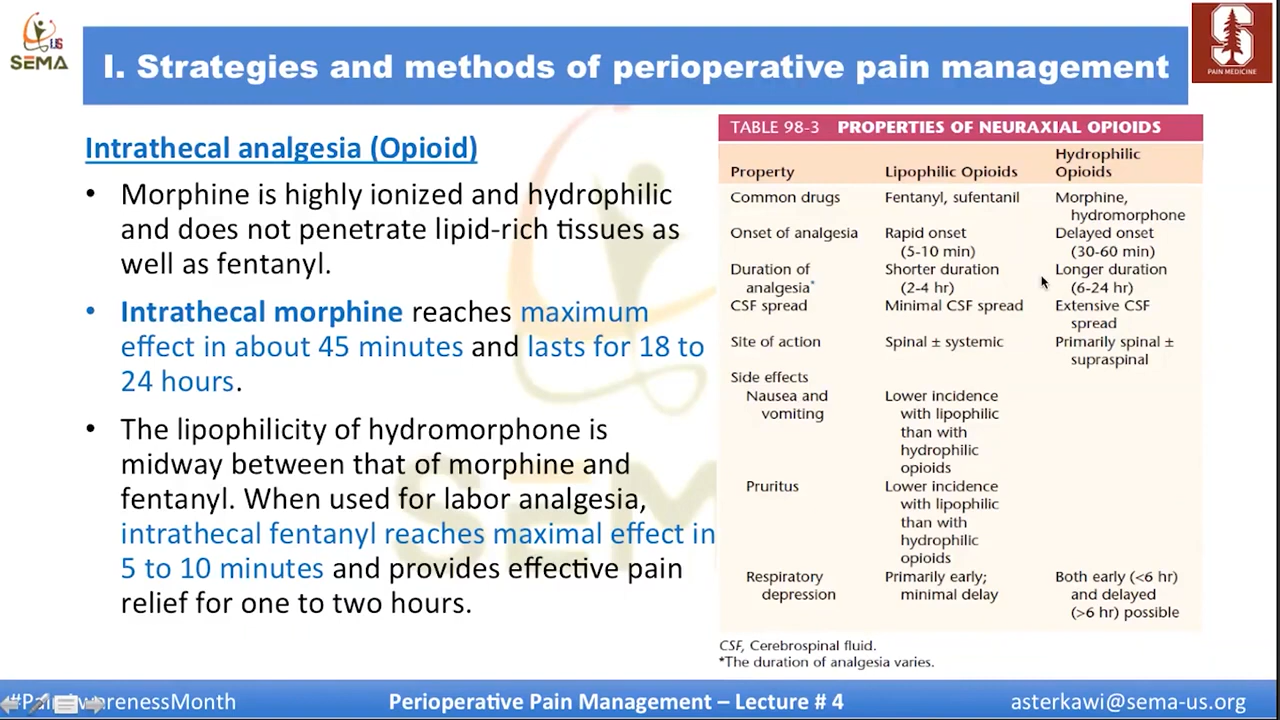 US
SEMA
I. Strategies and methods of perioperative pain management
S
PAIN MEDICINE
Intrathecal analgesia (Opioid)
• Morphine is highly ionized and hydrophilic
and does not penetrate lipid-rich tissues as
well as fentanyl.
• Intrathecal morphine reaches maximum
effect in about 45 minutes and lasts for 18 to
24 hours.
• The lipophilicity of hydromorphone is
midway between that of morphine and
fentanyl. When used for labor analgesia,
intrathecal fentanyl reaches maximal effect in
5 to 10 minutes and provides effective pain
relief for one to two hours.
TABLE 98-3 PROPERTIES OF NEURAXIAL OPIOIDS
Hydrophilic
Property Lipophilic Opioids Opioids
Common drugs Fentanyl, sufentanil Morphine,
hydromorphone
Onset of analgesia Rapid onset Delayed onset
(5-10 min) (30-60 min)
Duration of Shorter duration Longer duration
analgesia* (2-4 hr) (6-24 hr)
CSF spread Minimal CSF spread Extensive CSF
spread
Site of action Spinal ± systemic Primarily spinal ±
supraspinal
Side effects
Nausea and Lower incidence
vomiting with lipophilic
than with
hydrophilic
opioids
Pruritus Lower incidence
with lipophilic
than with
hydrophilic
opioids
Respiratory Primarily early; Both early (<6 hr)
depression minimal delay and delayed
(>6 hr) possible
CSF, Cerebrospinal fluid.
*The duration of analgesia varies.
SEMA
#PainAwarenessMonth Perioperative Pain Management – Lecture # 4 asterkawi@sema-us.org